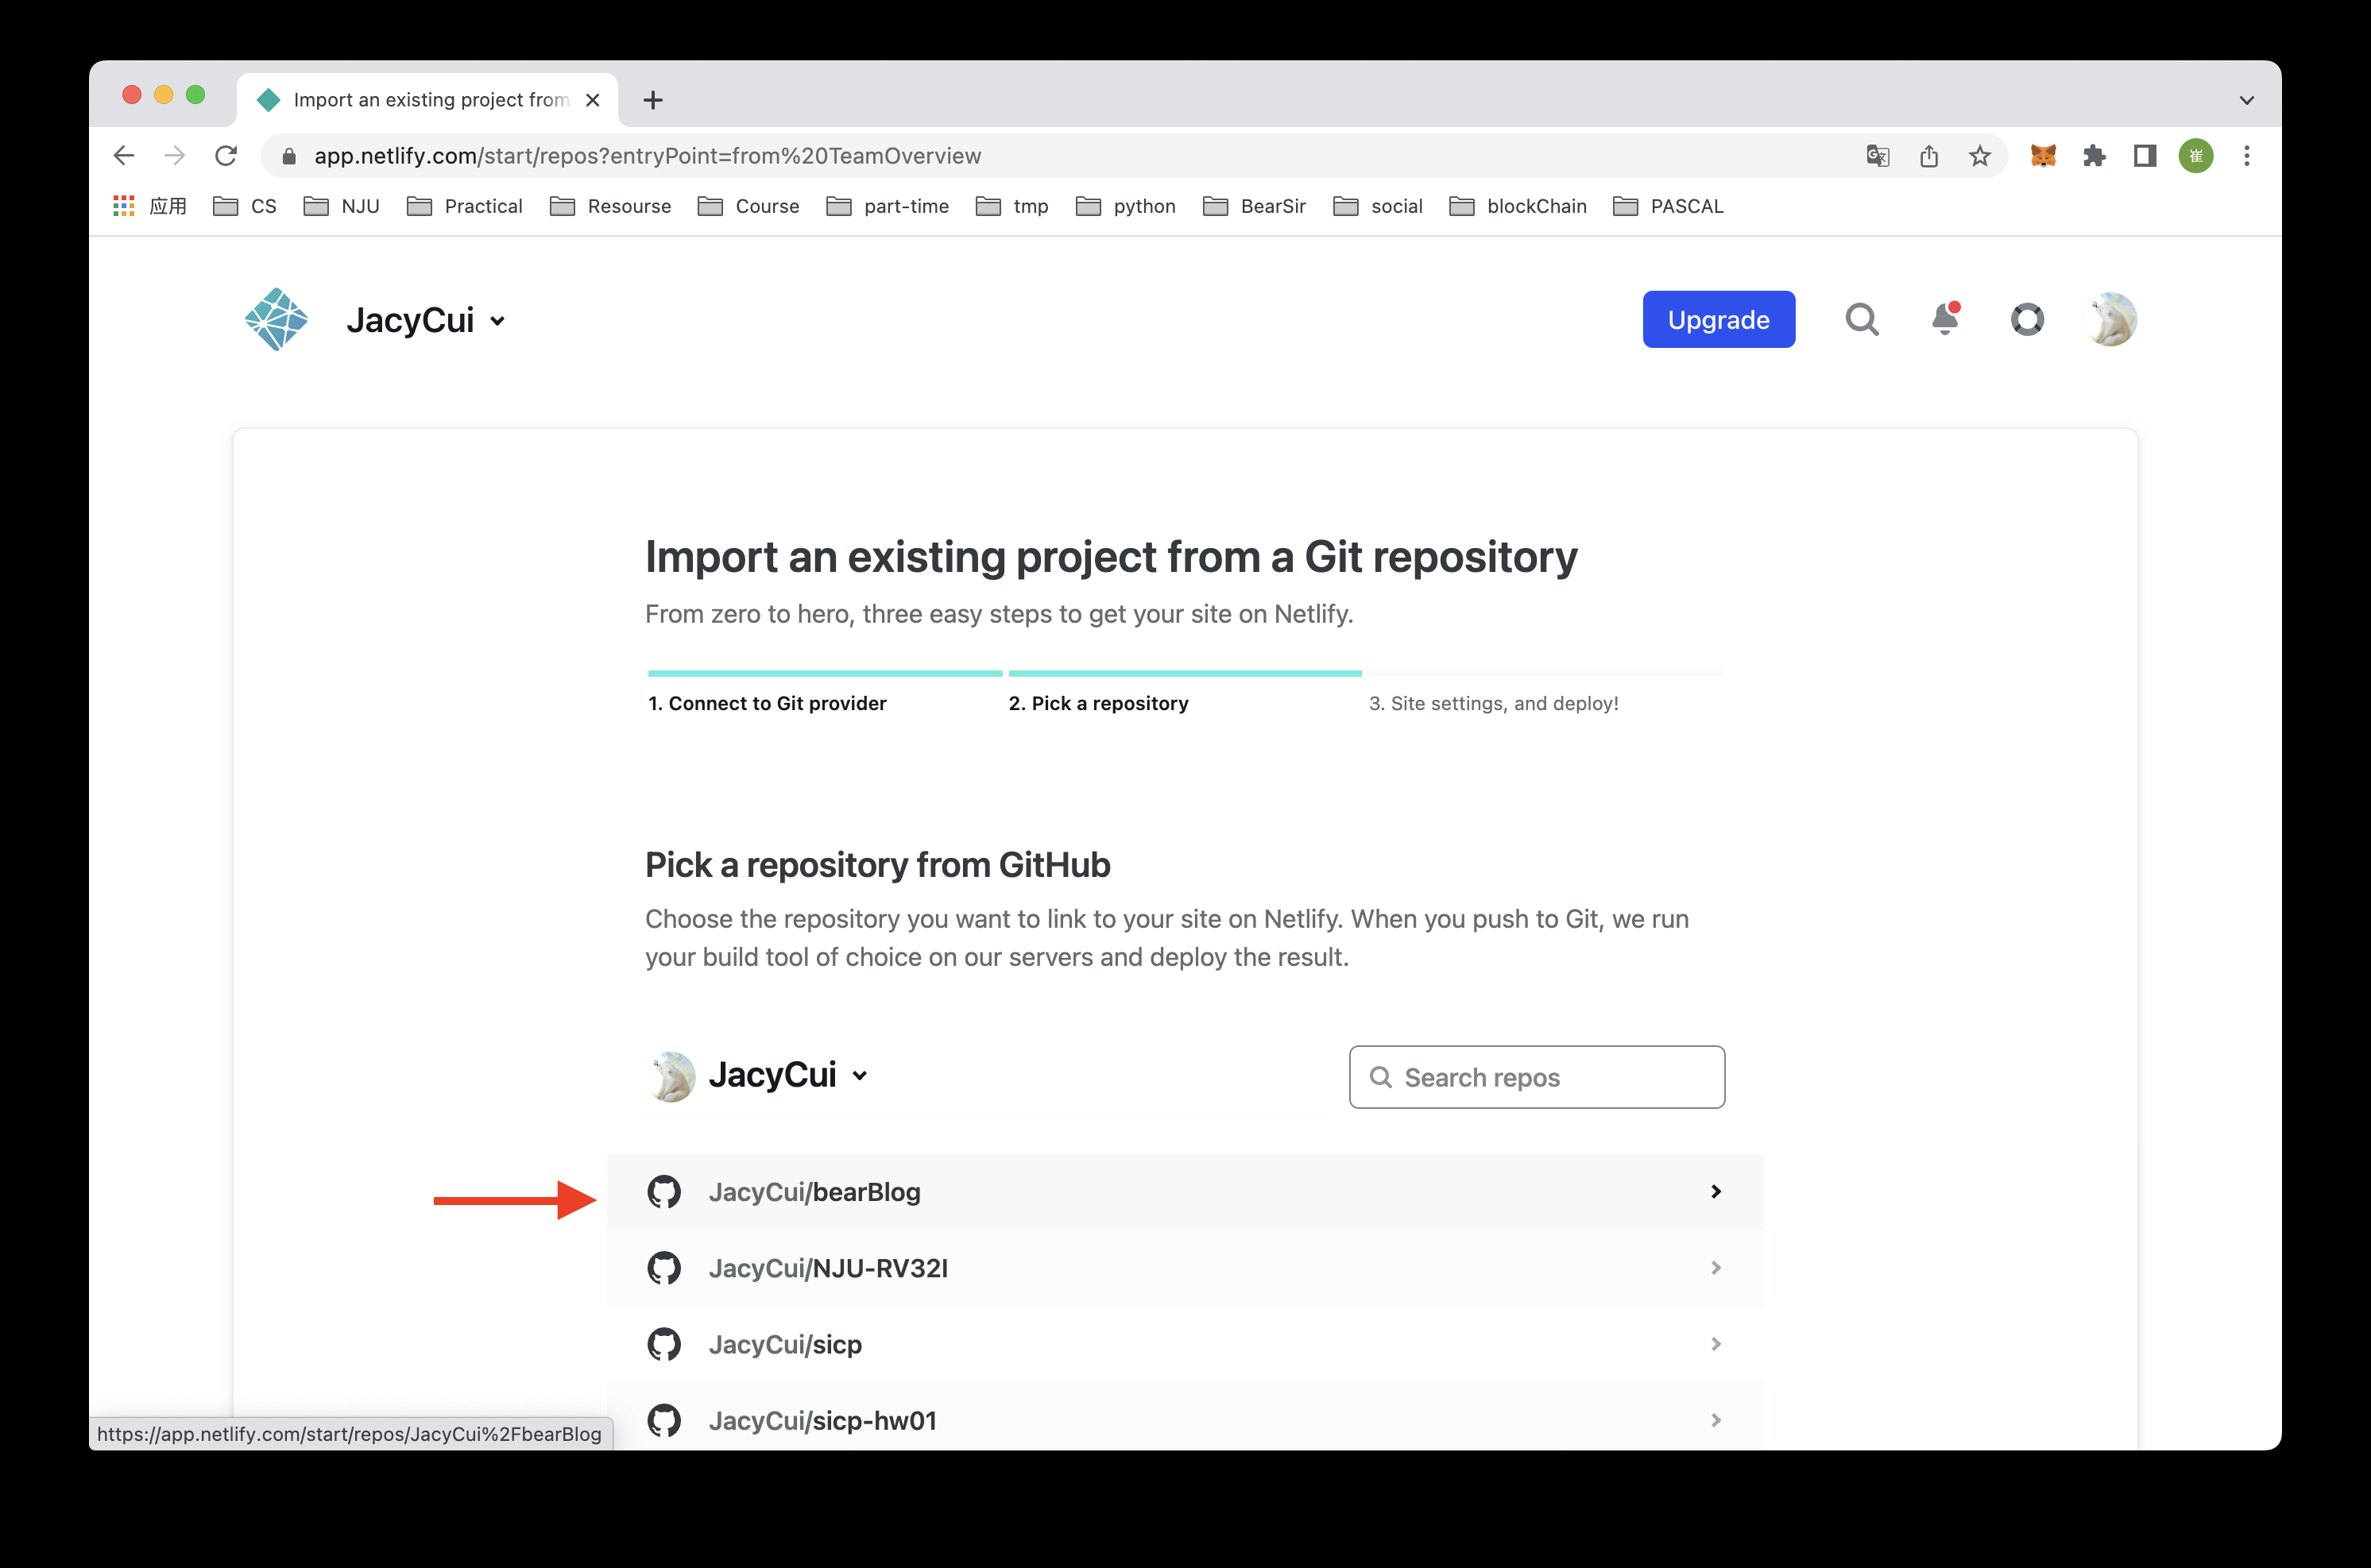 Import an existing project from
app.netlify.com/start/repos?entryPoint=from%20TeamOverview
崔
应用 CS NJU Practical Resourse Course part-time tmp python BearSir social blockChain PASCAL
JacyCui
Upgrade
Import an existing project from a Git repository
From zero to hero, three easy steps to get your site on Netlify.
1. Connect to Git provider
2. Pick a repository
3. Site settings, and deploy!
Pick a repository from GitHub
Choose the repository you want to link to your site on Netlify. When you push to Git, we run
your build tool of choice on our servers and deploy the result.
JacyCui
Search repos
JacyCui/bearBlog
JacyCui/NJU-RV32I
JacyCui/sicp
JacyCui/sicp-hw01
https://app.netlify.com/start/repos/JacyCui%2FbearBlog